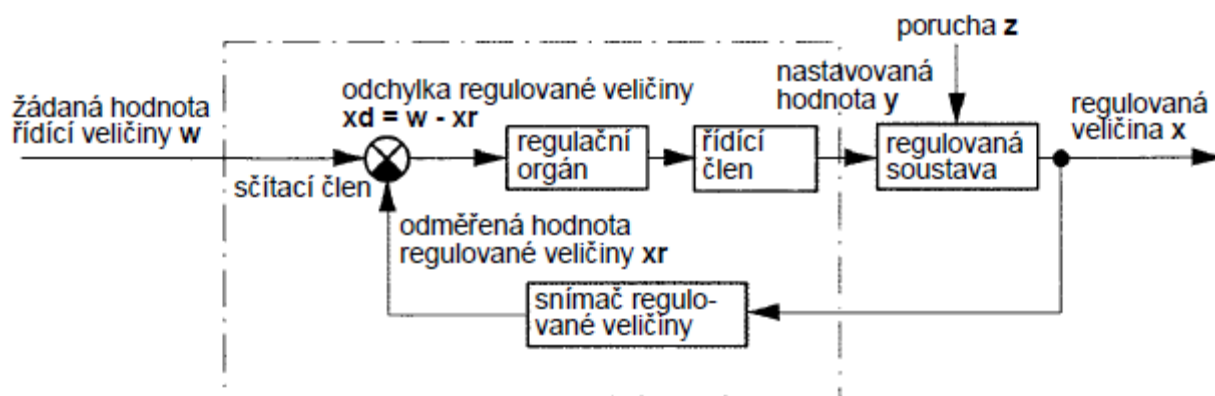 porucha z
nastavovaná
hodnota y
regulovaná
veličina x
odchylka regulované veličiny
xd = w - xr
žádaná hodnota
řídící veličiny w
regulační
orgán
řídící
člen
regulovaná
soustava
sčítací člen
odměřená hodnota
regulované veličiny xr
snímač regulo-
vané veličiny